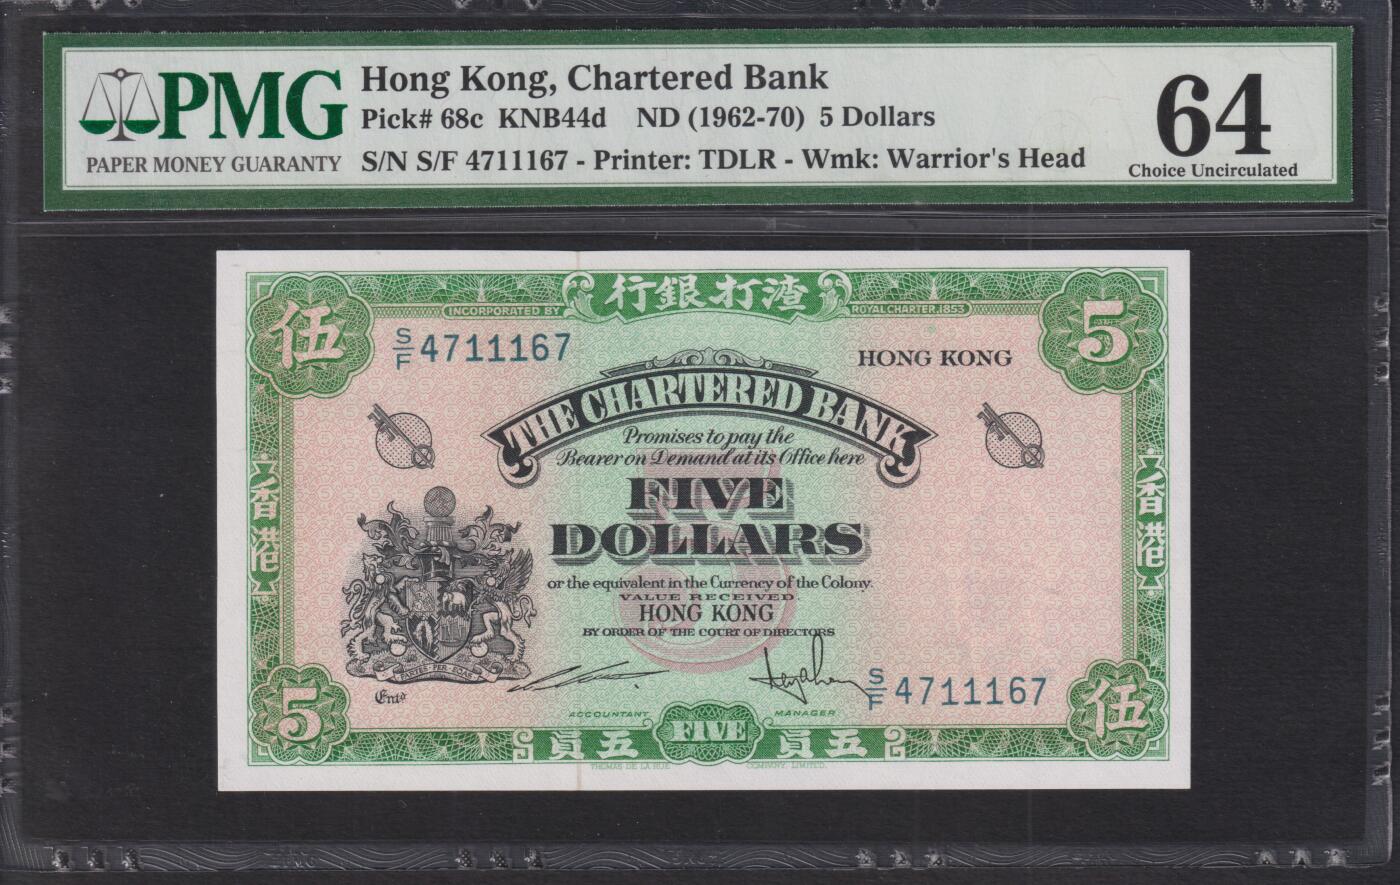 PMG
PAPER MONEY GUARANTY
Hong Kong, Chartered Bank
Pick# 68c KNB44d ND (1962-70) 5 Dollars
S/N S/F 4711167 - Printer: TDLR - Wmk: Warrior's Head
64
Choice Uncirculated
行銀打渣
INCORPORATED BY ROYAL CHARTER, 1853
伍
5
S/F 4711167
HONG KONG
THE CHARTERED BANK
Promises to pay the
Bearer on Demand at its Office here
FIVE
DOLLARS
or the equivalent in the Currency of the Colony.
VALUE RECEIVED
HONG KONG
BY ORDER OF THE COURT OF DIRECTORS
香港
香港
Entd
S/F 4711167
ACCOUNTANT
MANAGER
5
伍
員五
FIVE
員五
THOMAS DE LA RUE COMPANY, LIMITED.
PMG